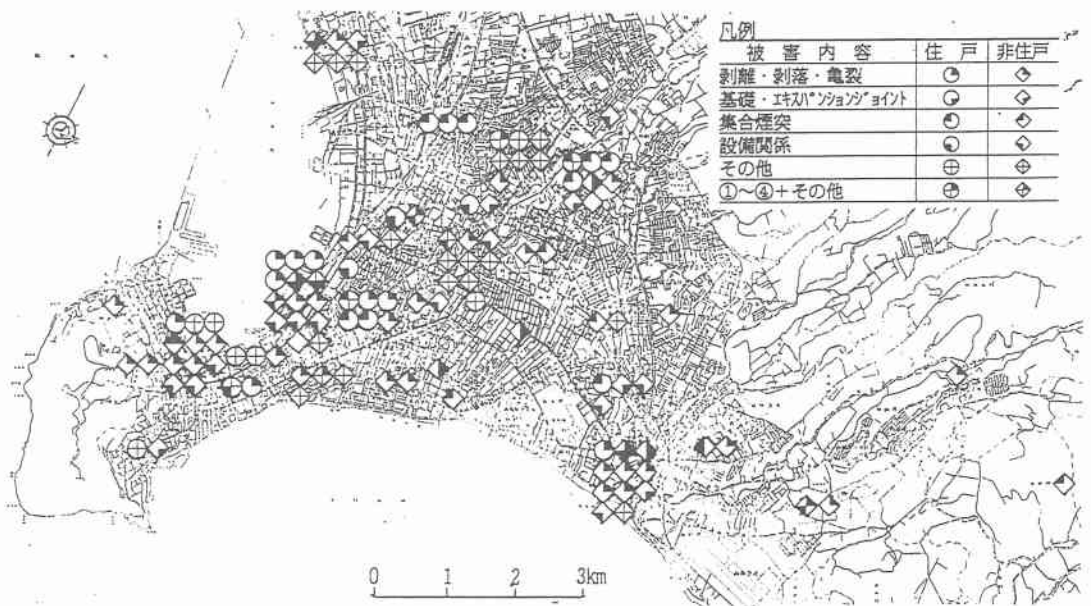 凡例
被害内容 住戸 非住戸
剥離・剥落・亀裂
基礎・エキスパンションジョイント
集合煙突
設備関係
その他
①~④+その他
0 1 2 3km